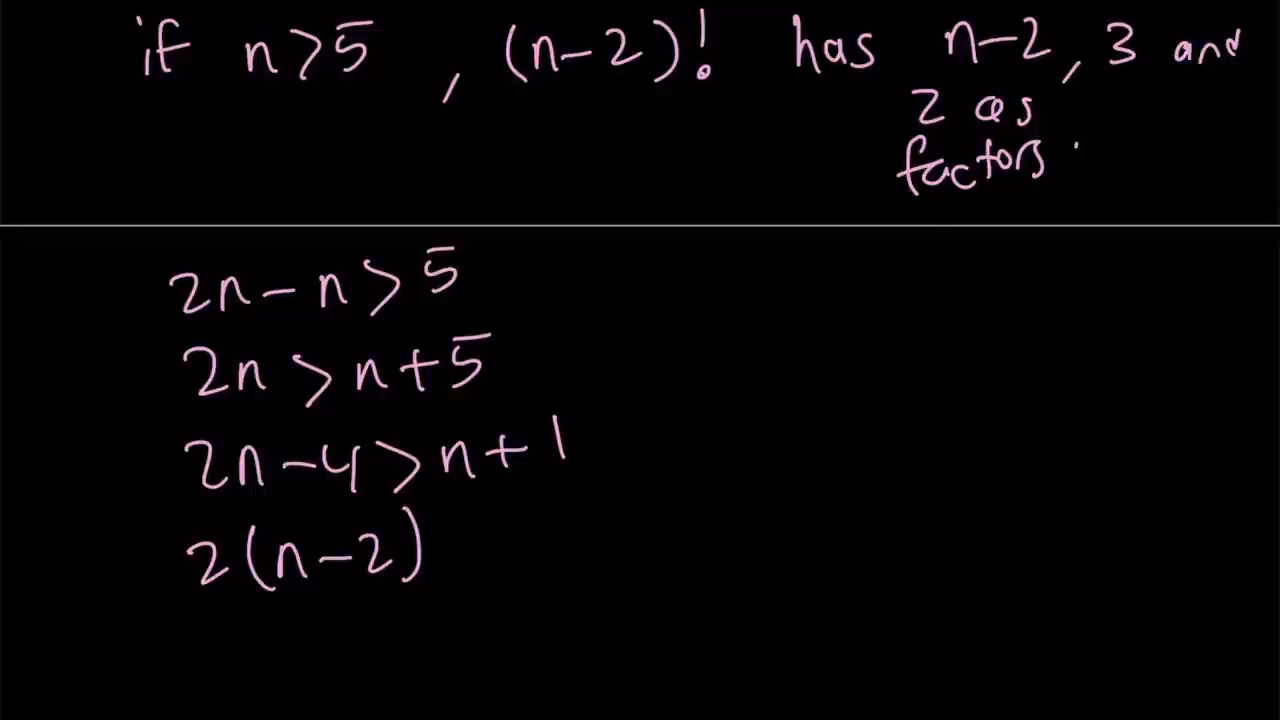 if n>5, (n-2)! has n-2, 3 and
2 as
factors.
2n-n>5
2n>n+5
2n-4>n+1
2(n-2)